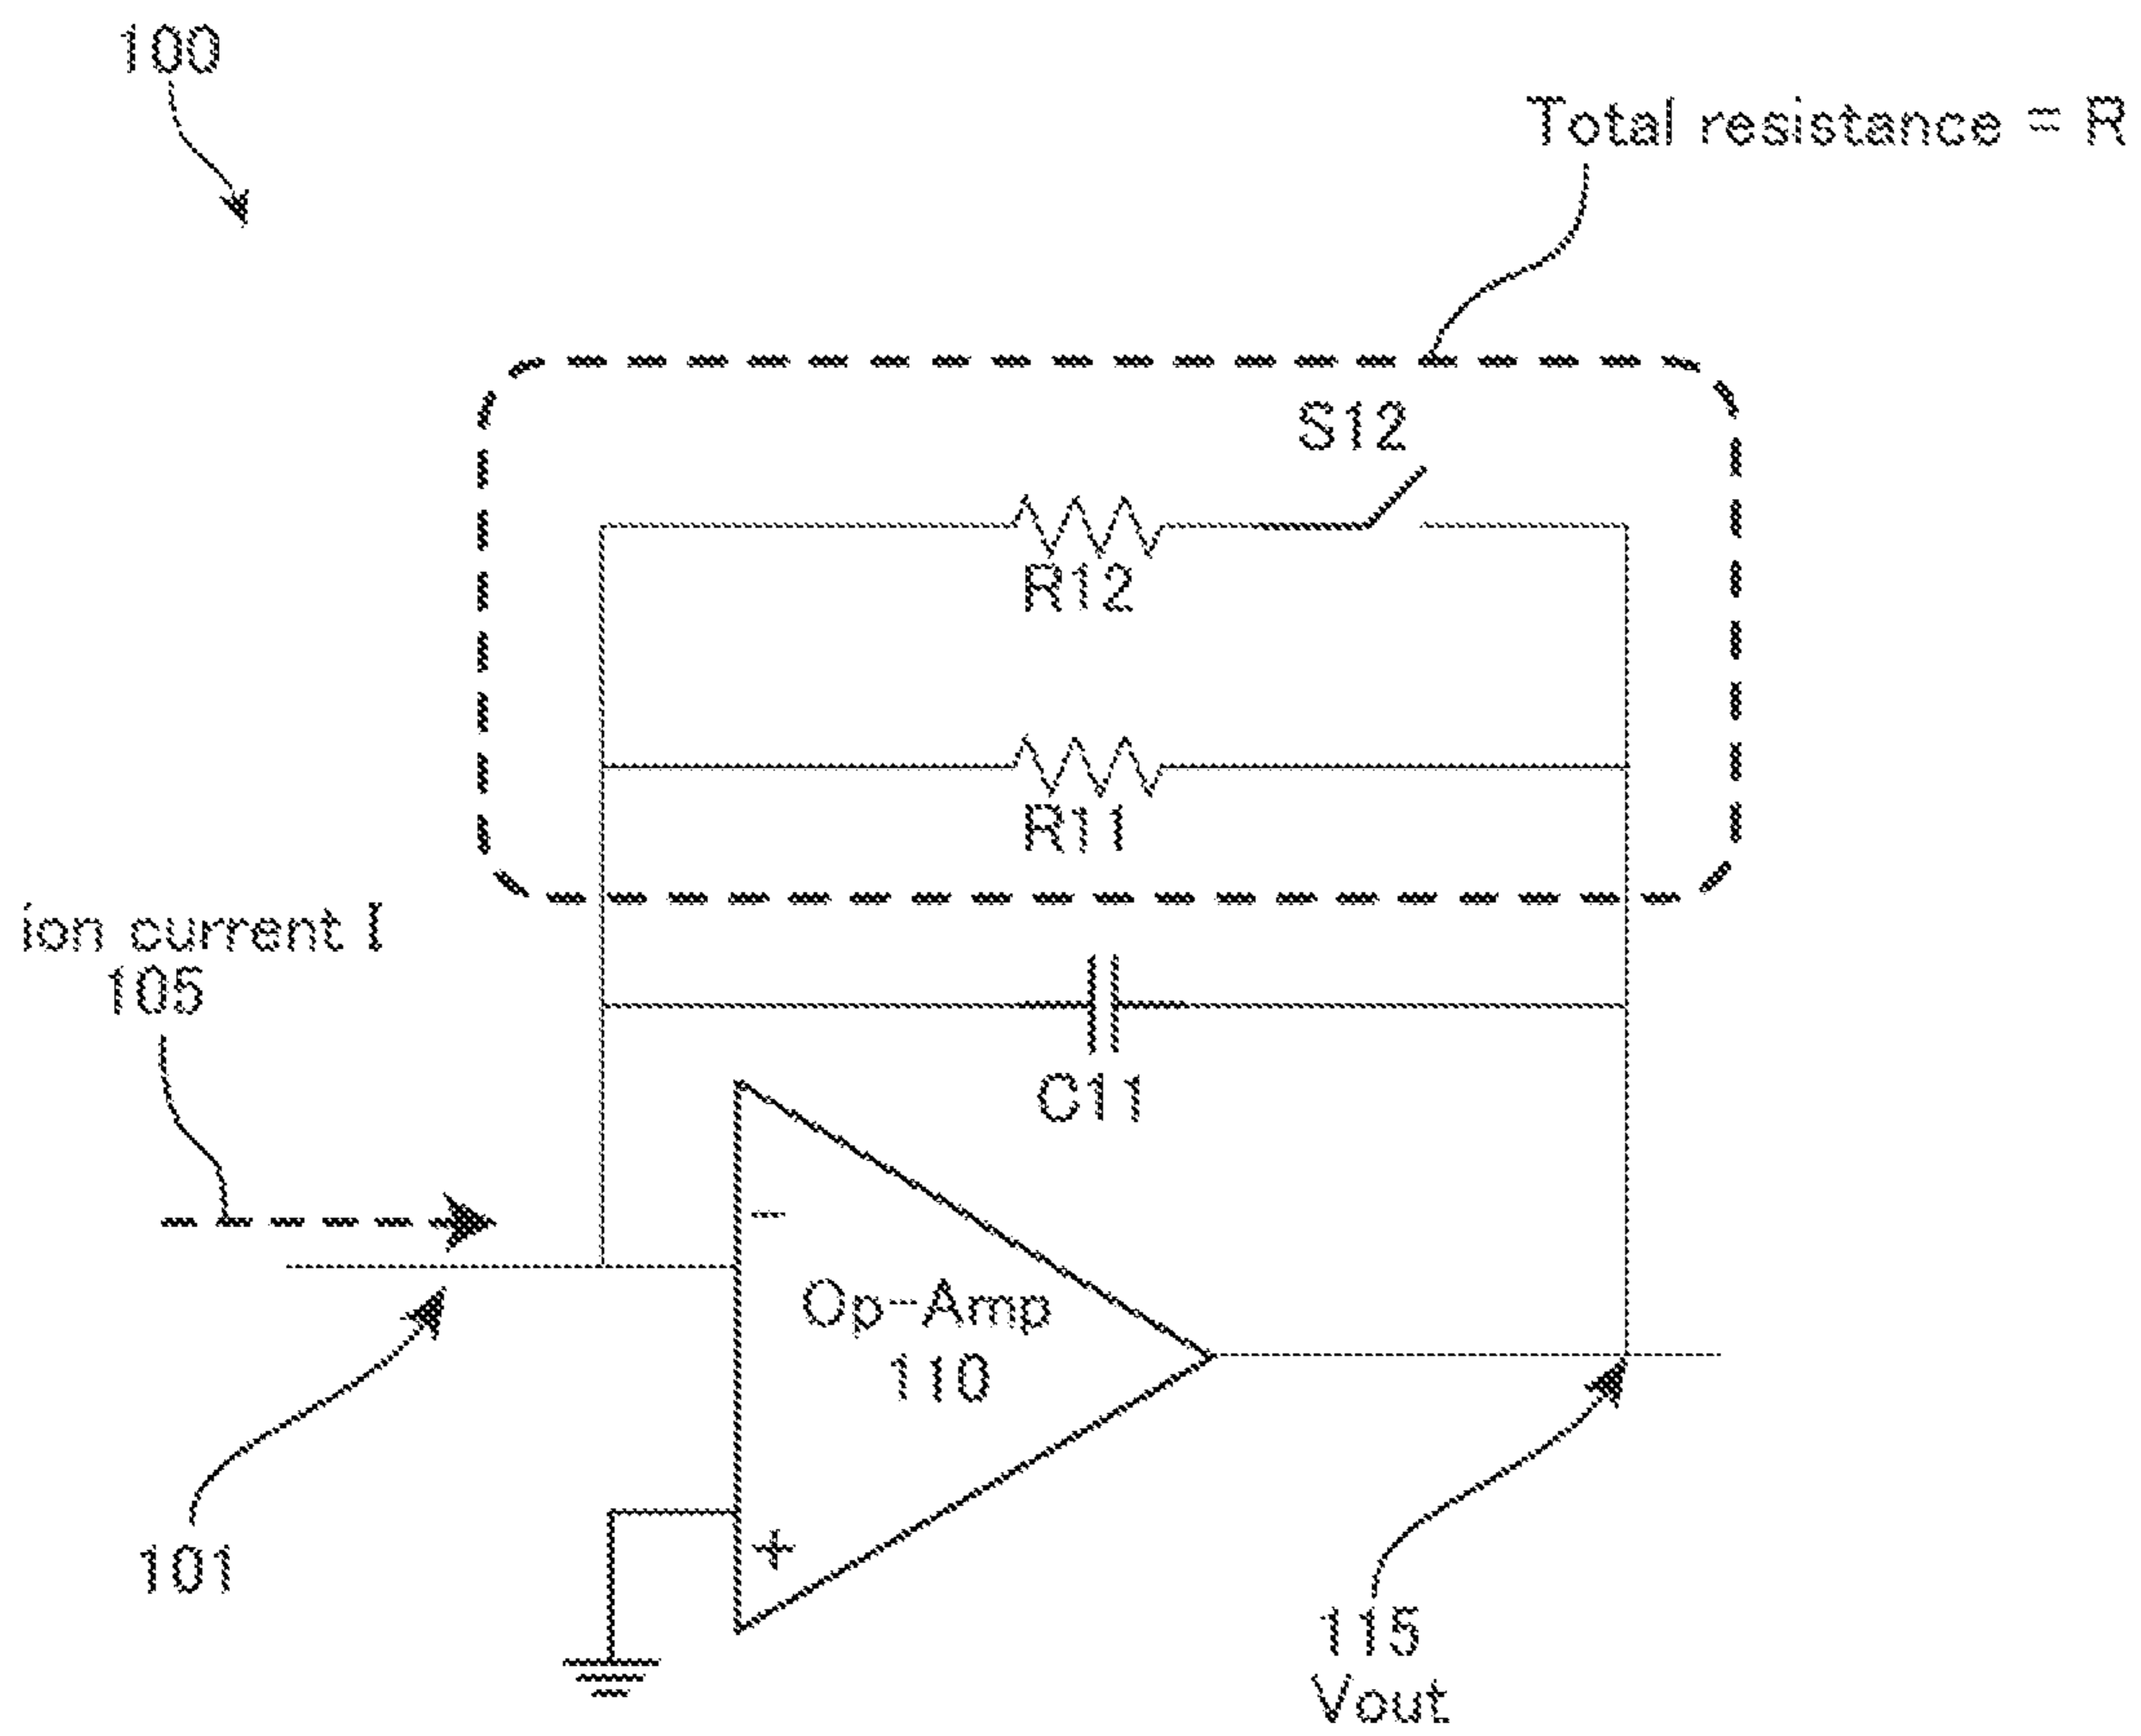 100
Total resistance = R
S12
R12
R11
ion current I
105
C11
-
Op-Amp
110
+
101
115
Vout